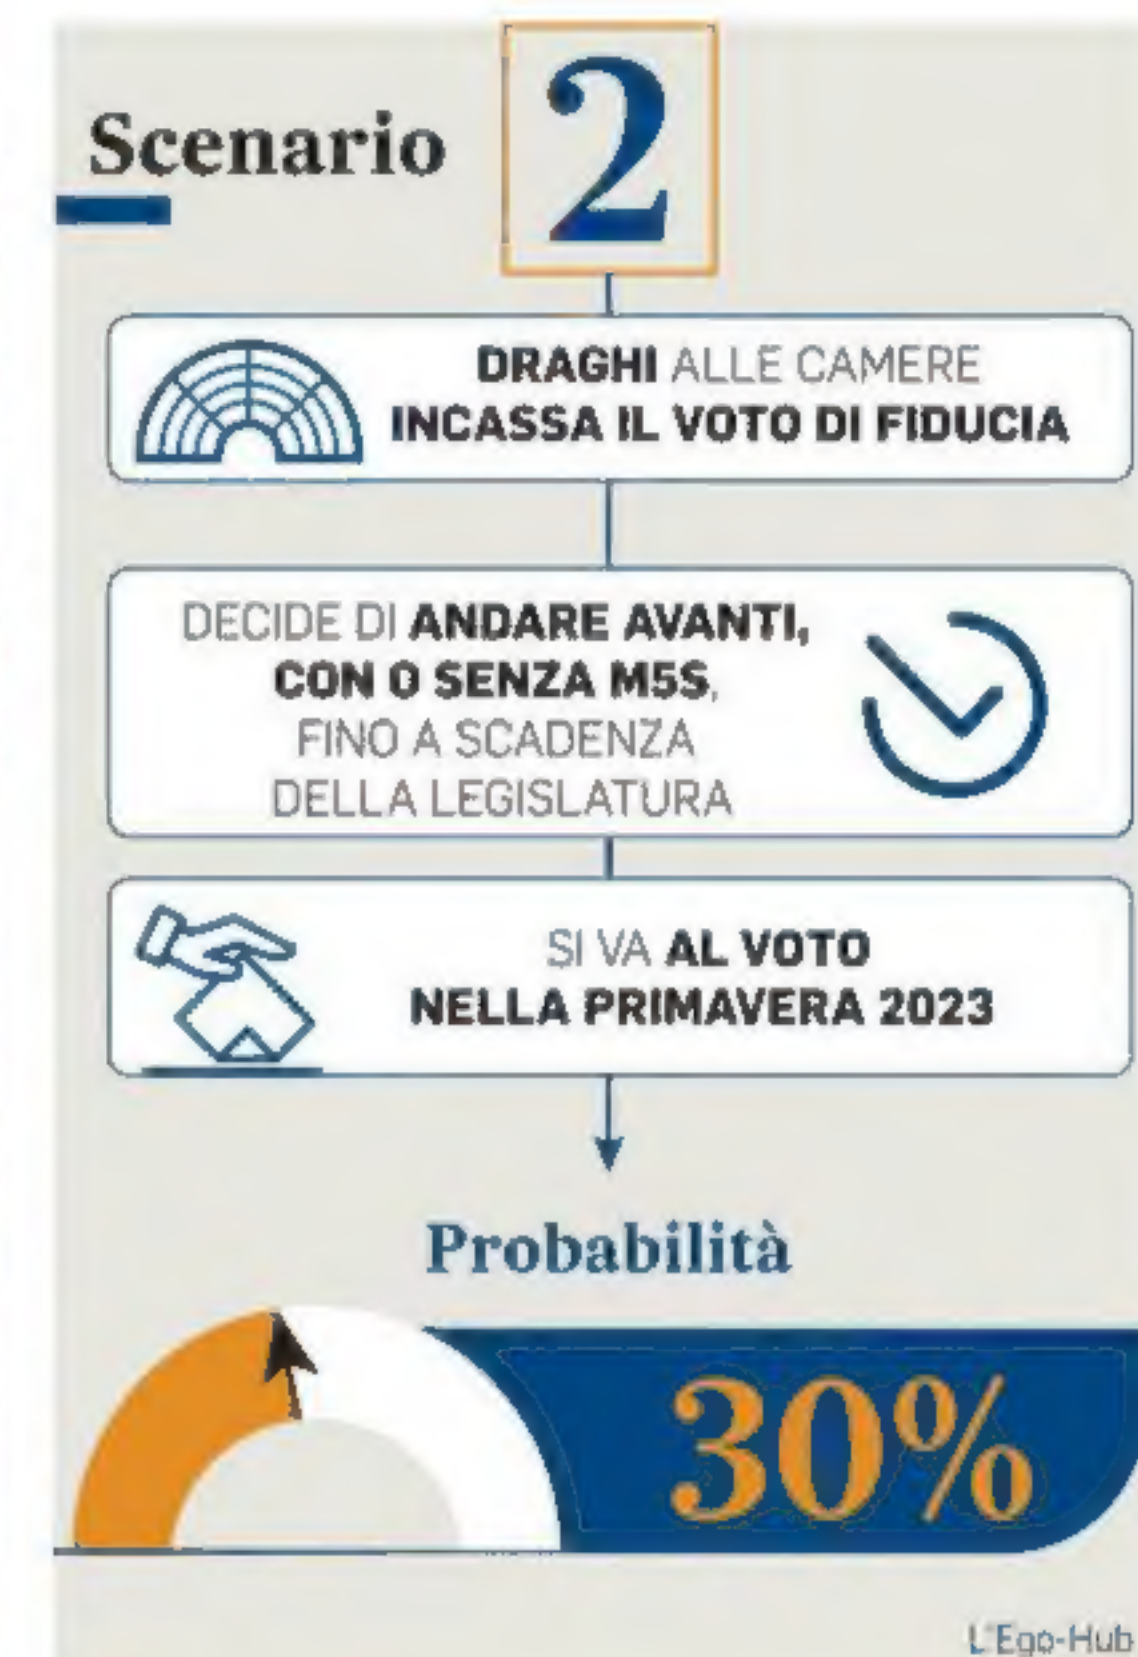 Scenario 2
DRAGHI ALLE CAMERE
INCASSA IL VOTO DI FIDUCIA
DECIDE DI ANDARE AVANTI,
CON O SENZA M5S,
FINO A SCADENZA
DELLA LEGISLATURA
SI VA AL VOTO
NELLA PRIMAVERA 2023
Probabilità
30%
L'Ego-Hub